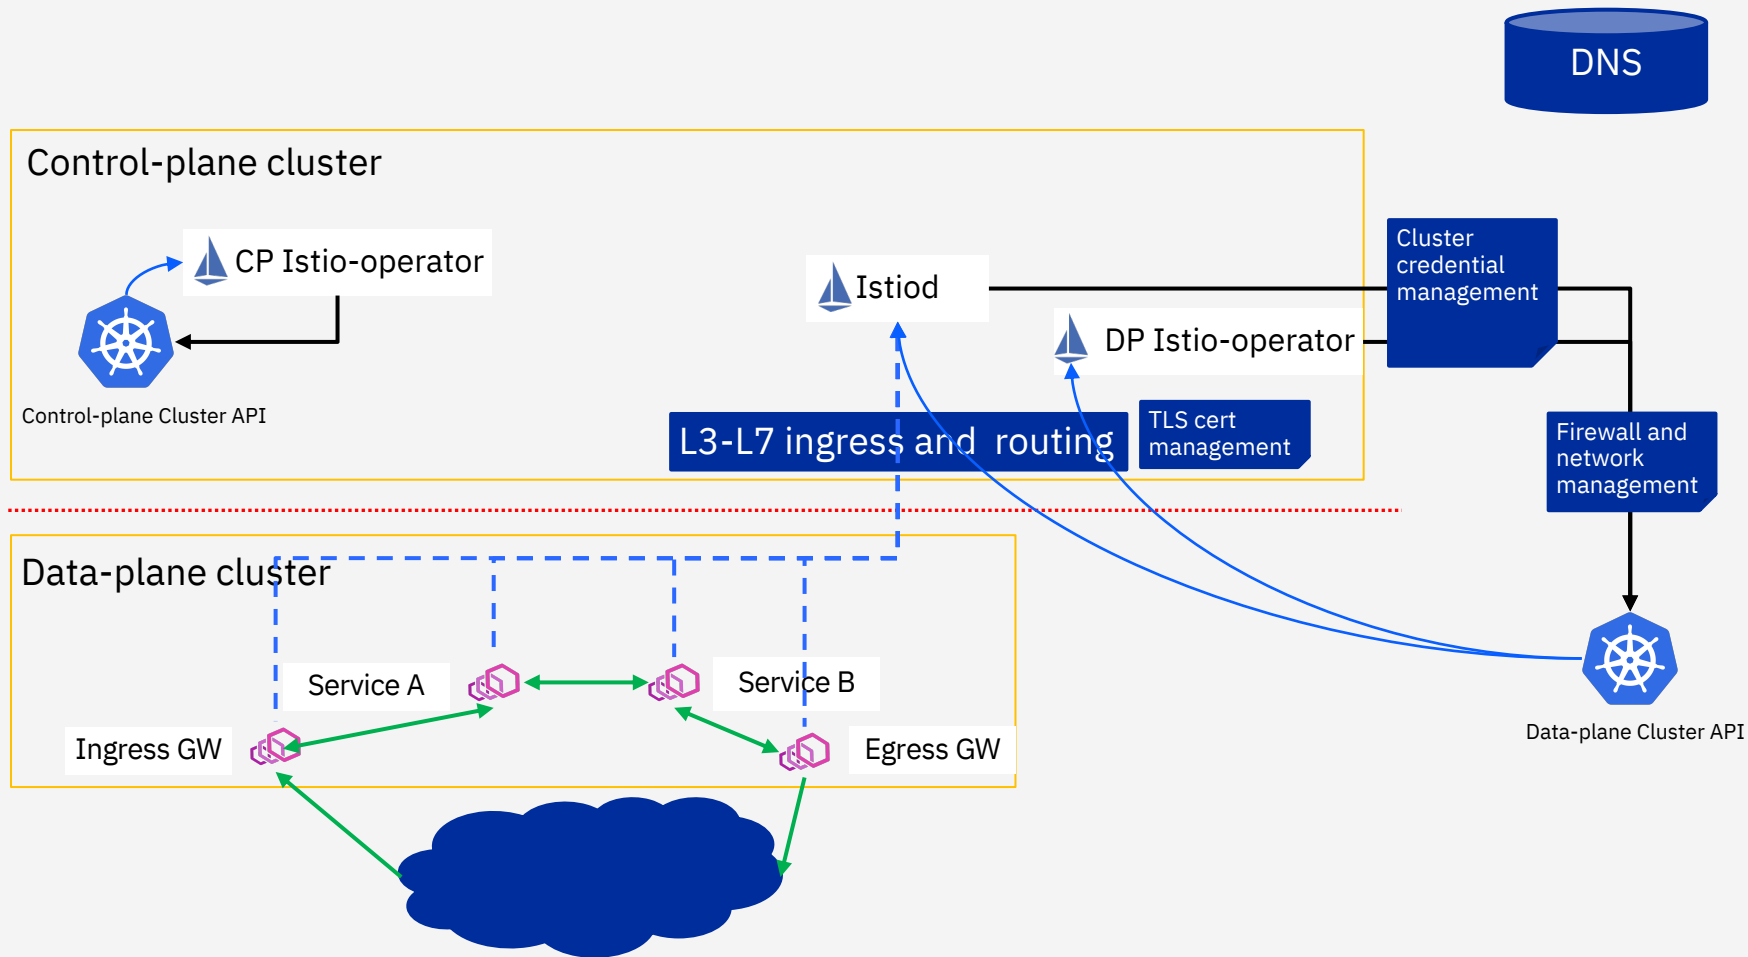 DNS
Control-plane cluster
CP Istio-operator
Control-plane Cluster API
Istiod
DP Istio-operator
Cluster
credential
management
L3-L7 ingress and routing
TLS cert
management
Firewall and
network
management
Data-plane cluster
Service A
Service B
Ingress GW
Egress GW
Data-plane Cluster API